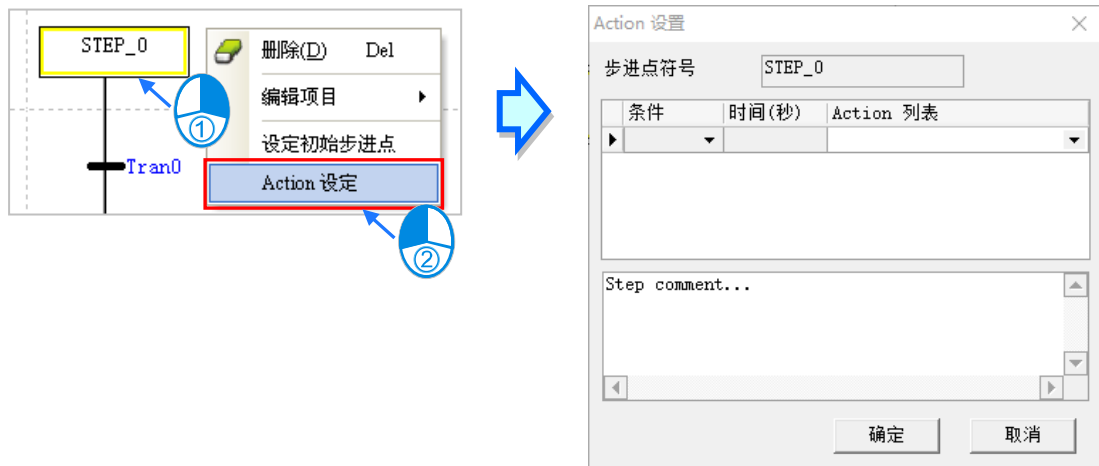 STEP_0
删除(D) Del
编辑项目
设定初始步进点
Action 设定
Tran0
①
②
Action 设置
步进点符号 STEP_0
条件 时间(秒) Action 列表
Step comment...
确定 取消